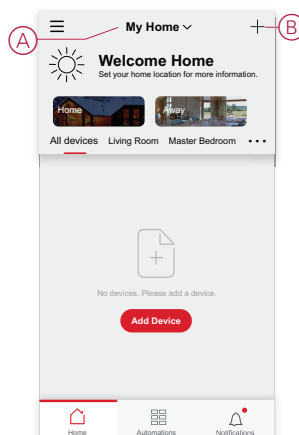 A
My Home
B
Welcome Home
Set your home location for more information.
Home
Away
All devices Living Room Master Bedroom
No devices. Please add a device.
Add Device
Home Automations Notifications